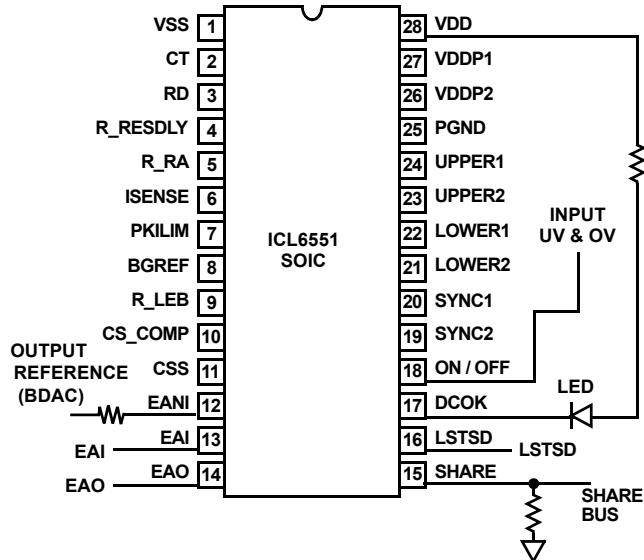 VSS 1
CT 2
RD 3
R_RESDLY 4
R_RA 5
ISENSE 6
PKILIM 7
BGREF 8
R_LEB 9
CS_COMP 10
CSS 11
EANI 12
EAI 13
EAO 14
OUTPUT
REFERENCE
(BDAC)
EAI
EAO
ICL6551
SOIC
28 VDD
27 VDDP1
26 VDDP2
25 PGND
24 UPPER1
23 UPPER2
22 LOWER1
21 LOWER2
20 SYNC1
19 SYNC2
18 ON / OFF
17 DCOK
16 LSTSD
15 SHARE
INPUT
UV & OV
LED
LSTSD
SHARE
BUS